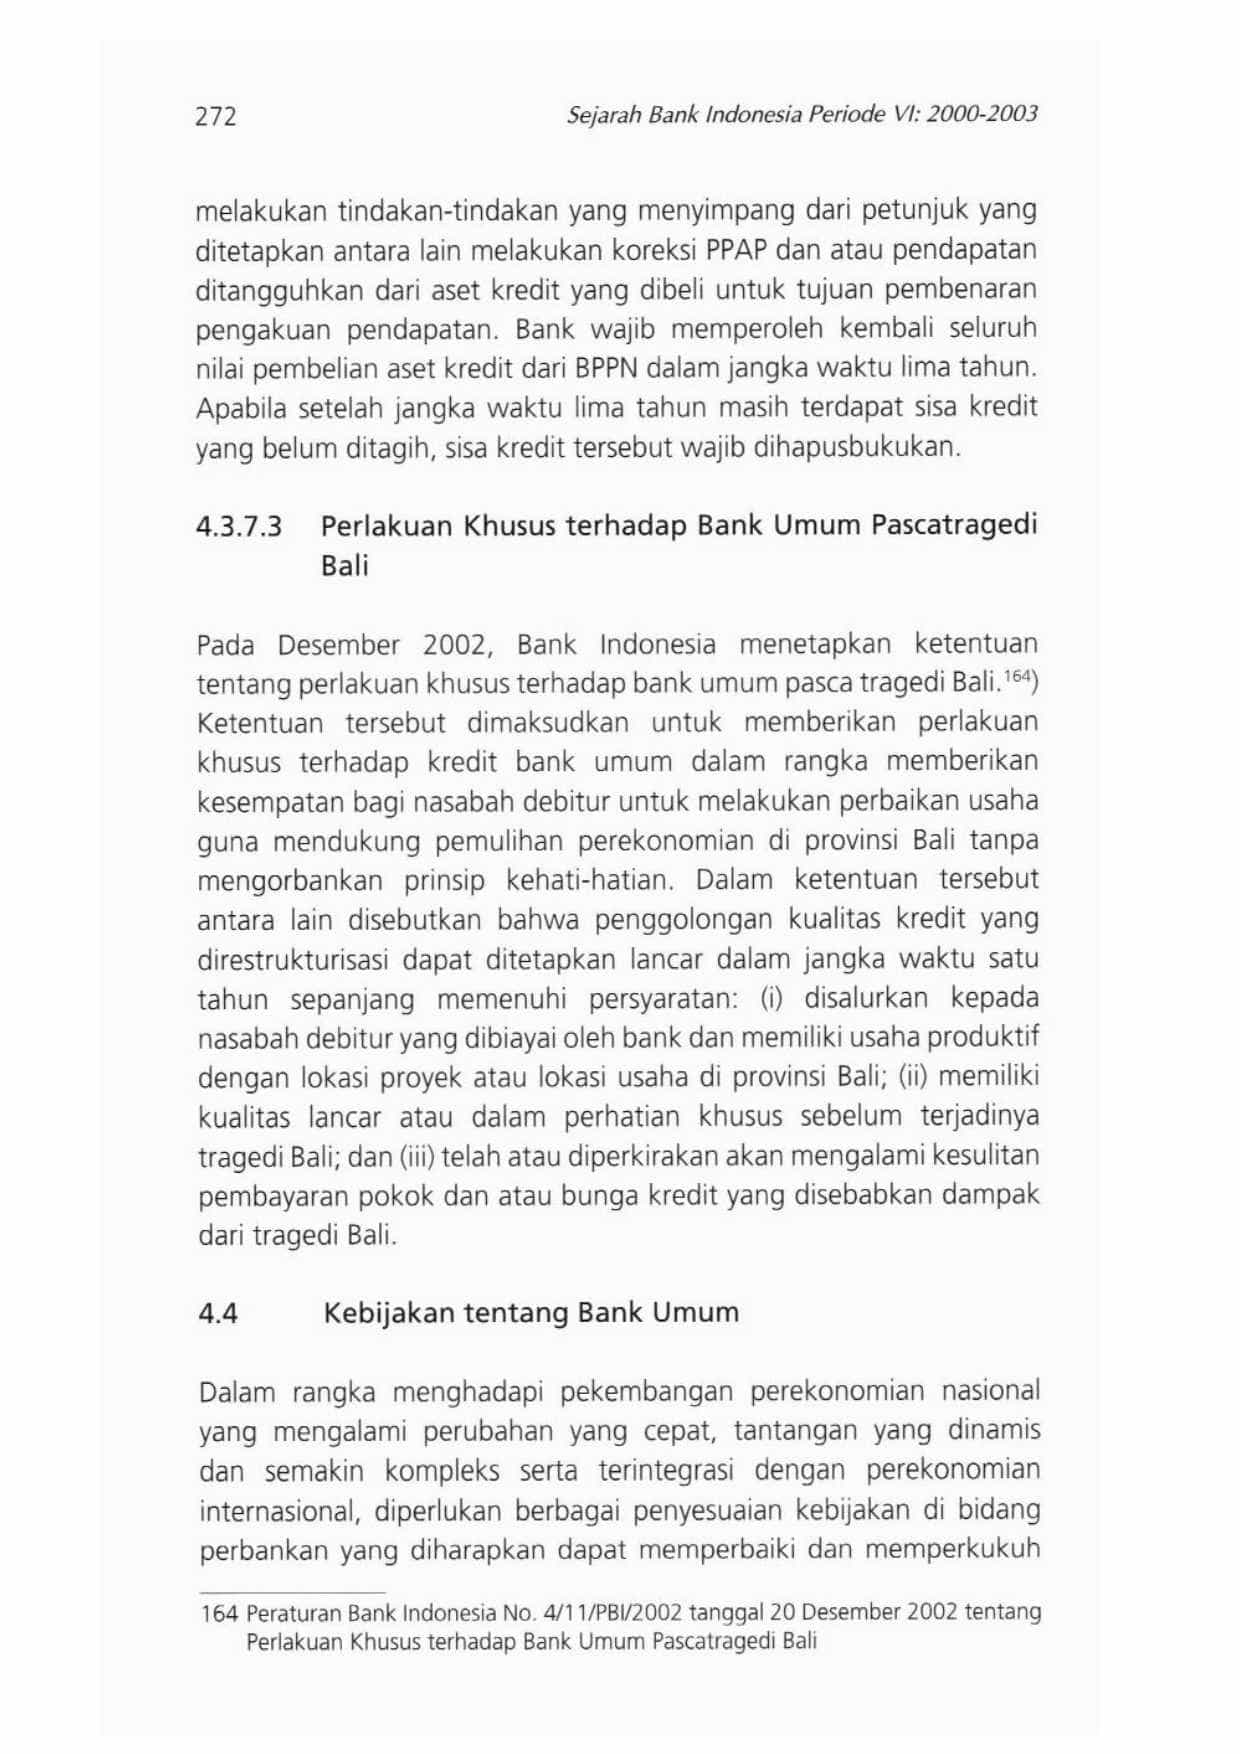 272
Sejarah Bank Indonesia Periode VI: 2000-2003
melakukan tindakan-tindakan yang menyimpang dari petunjuk yang
ditetapkan antara lain melakukan koreksi PPAP dan atau pendapatan
ditangguhkan dari aset kredit yang dibeli untuk tujuan pembenaran
pengakuan pendapatan. Bank wajib memperoleh kembali seluruh
nilai pembelian aset kredit dari BPPN dalam jangka waktu lima tahun.
Apabila setelah jangka waktu lima tahun masih terdapat sisa kredit
yang belum ditagih, sisa kredit tersebut wajib dihapusbukukan.
4.3.7.3 Perlakuan Khusus terhadap Bank Umum Pascatragedi
Bali
Pada Desember 2002, Bank Indonesia menetapkan ketentuan
tentang perlakuan khusus terhadap bank umum pasca tragedi Bali.164)
Ketentuan tersebut dimaksudkan untuk memberikan perlakuan
khusus terhadap kredit bank umum dalam rangka memberikan
kesempatan bagi nasabah debitur untuk melakukan perbaikan usaha
guna mendukung pemulihan perekonomian di provinsi Bali tanpa
mengorbankan prinsip kehati-hatian. Dalam ketentuan tersebut
antara lain disebutkan bahwa penggolongan kualitas kredit yang
direstrukturisasi dapat ditetapkan lancar dalam jangka waktu satu
tahun sepanjang memenuhi persyaratan: (i) disalurkan kepada
nasabah debitur yang dibiayai oleh bank dan memiliki usaha produktif
dengan lokasi proyek atau lokasi usaha di provinsi Bali; (ii) memiliki
kualitas lancar atau dalam perhatian khusus sebelum terjadinya
tragedi Bali; dan (iii) telah atau diperkirakan akan mengalami kesulitan
pembayaran pokok dan atau bunga kredit yang disebabkan dampak
dari tragedi Bali.
4.4 Kebijakan tentang Bank Umum
Dalam rangka menghadapi pekembangan perekonomian nasional
yang mengalami perubahan yang cepat, tantangan yang dinamis
dan semakin kompleks serta terintegrasi dengan perekonomian
internasional, diperlukan berbagai penyesuaian kebijakan di bidang
perbankan yang diharapkan dapat memperbaiki dan memperkukuh
164 Peraturan Bank Indonesia No. 4/11/PBI/2002 tanggal 20 Desember 2002 tentang
Perlakuan Khusus terhadap Bank Umum Pascatragedi Bali